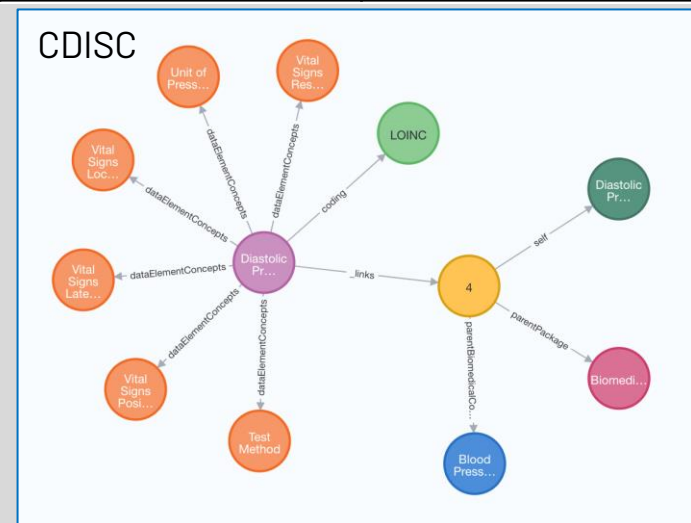 CDISC
Unit of
Press...
Vital
Signs
Res...
Vital
Signs
Loc...
LOINC
Diastolic
Pr...
Vital
Signs
Late...
Diastolic
Pr...
4
Vital
Signs
Posi...
Biomedi...
Test
Method
Blood
Press...
dataElementConcepts
dataElementConcepts
dataElementConcepts
dataElementConcepts
dataElementConcepts
dataElementConcepts
coding
_links
self
parentPackage
parentBiomedicalCo...